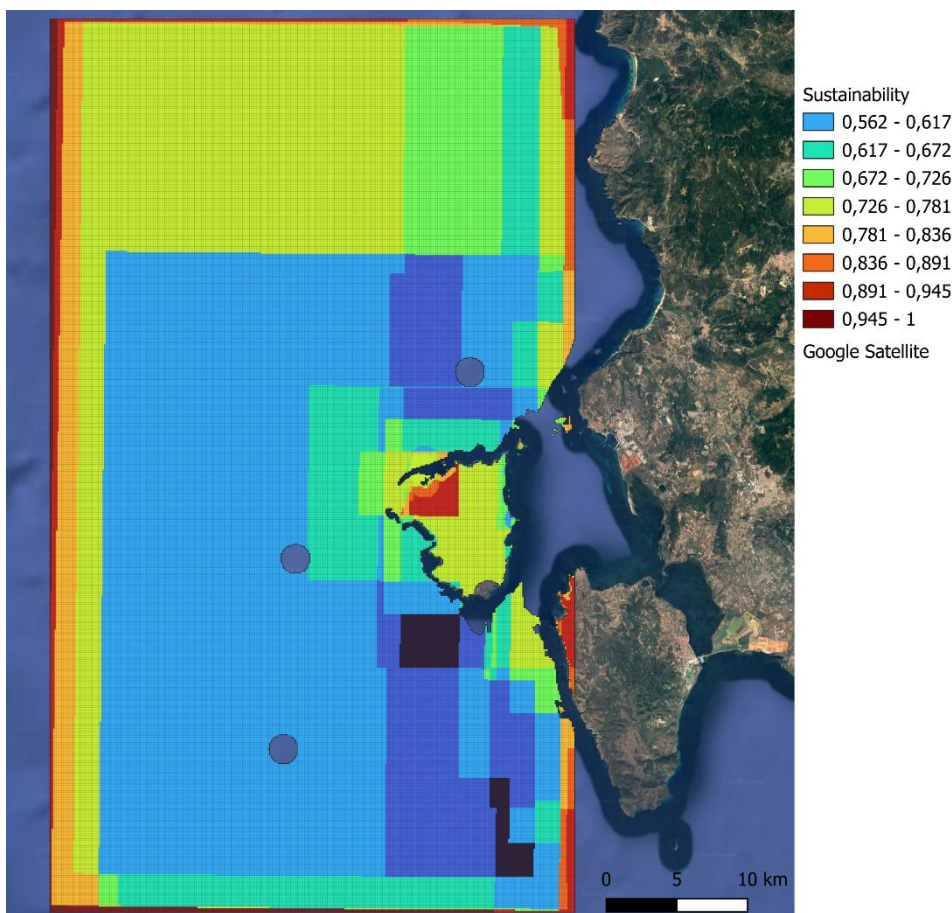 Sustainability
0,562 - 0,617
0,617 - 0,672
0,672 - 0,726
0,726 - 0,781
0,781 - 0,836
0,836 - 0,891
0,891 - 0,945
0,945 - 1
Google Satellite
0 5 10 km